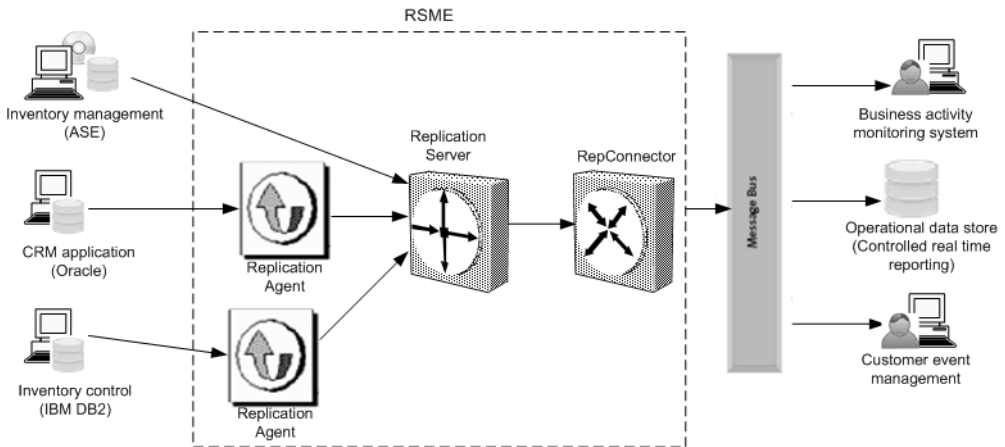 RSME
Inventory management
(ASE)
CRM application
(Oracle)
Inventory control
(IBM DB2)
Replication
Agent
Replication
Agent
Replication
Server
RepConnector
Message Bus
Business activity
monitoring system
Operational data store
(Controlled real time
reporting)
Customer event
management